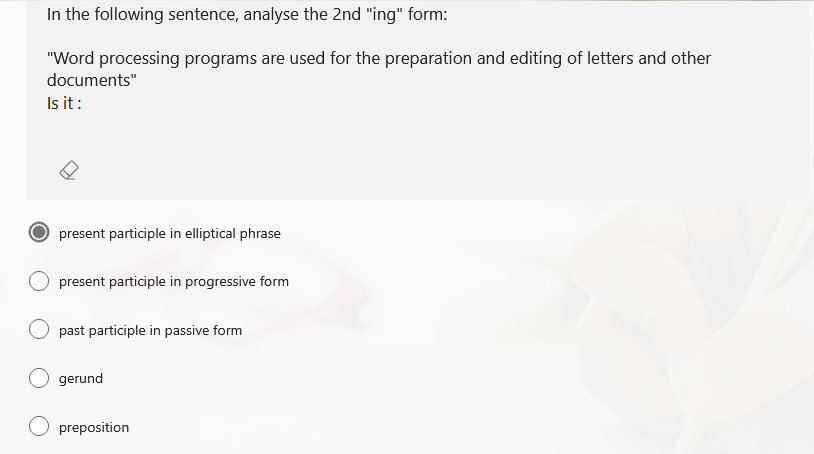 In the following sentence, analyse the 2nd "ing" form:
"Word processing programs are used for the preparation and editing of letters and other
documents"
Is it :
present participle in elliptical phrase
present participle in progressive form
past participle in passive form
gerund
preposition